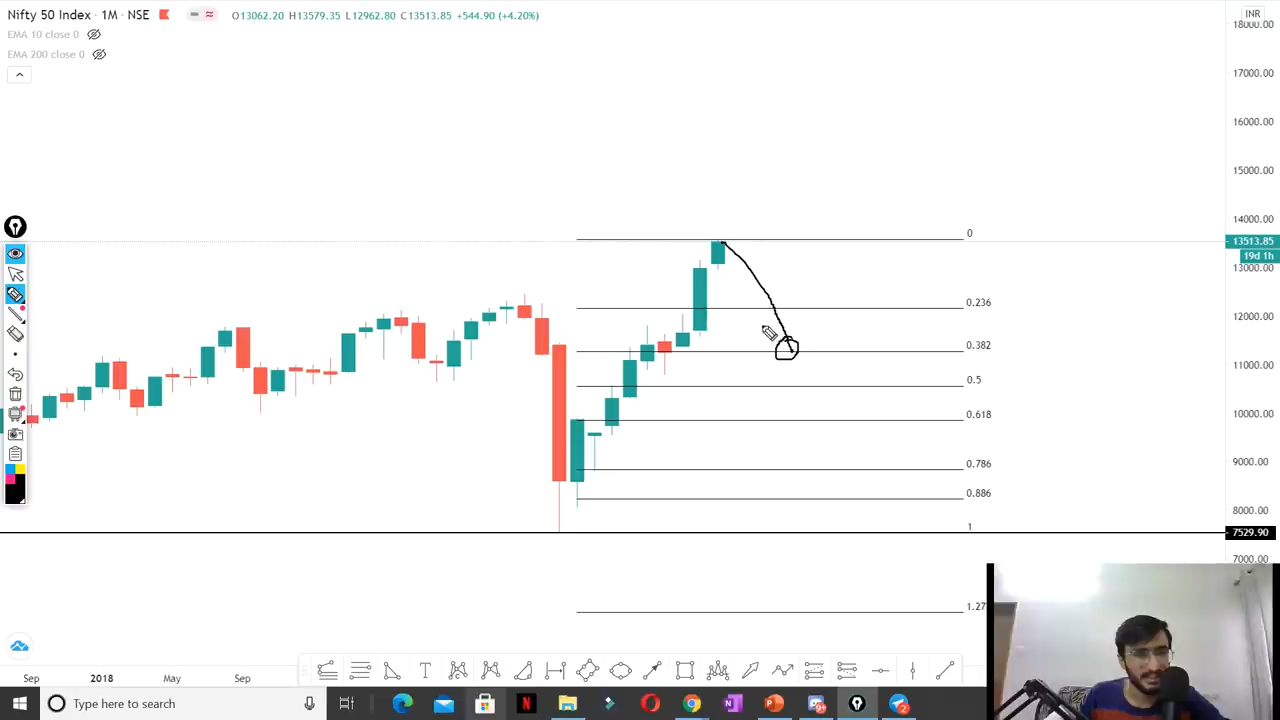 Nifty 50 Index · 1M · NSE
O13062.20 H13579.35 L12962.80 C13513.85 +544.90 (+4.20%)
INR
EMA 10 close 0
EMA 200 close 0
18000.00
17000.00
16000.00
15000.00
14000.00
13513.85
19d 1h
13000.00
12000.00
11000.00
10000.00
9000.00
8000.00
7529.90
7000.00
0
0.236
0.382
0.5
0.618
0.786
0.886
1
1.27
Sep
2018
May
Sep
T
Type here to search
N
N
P
9+
2